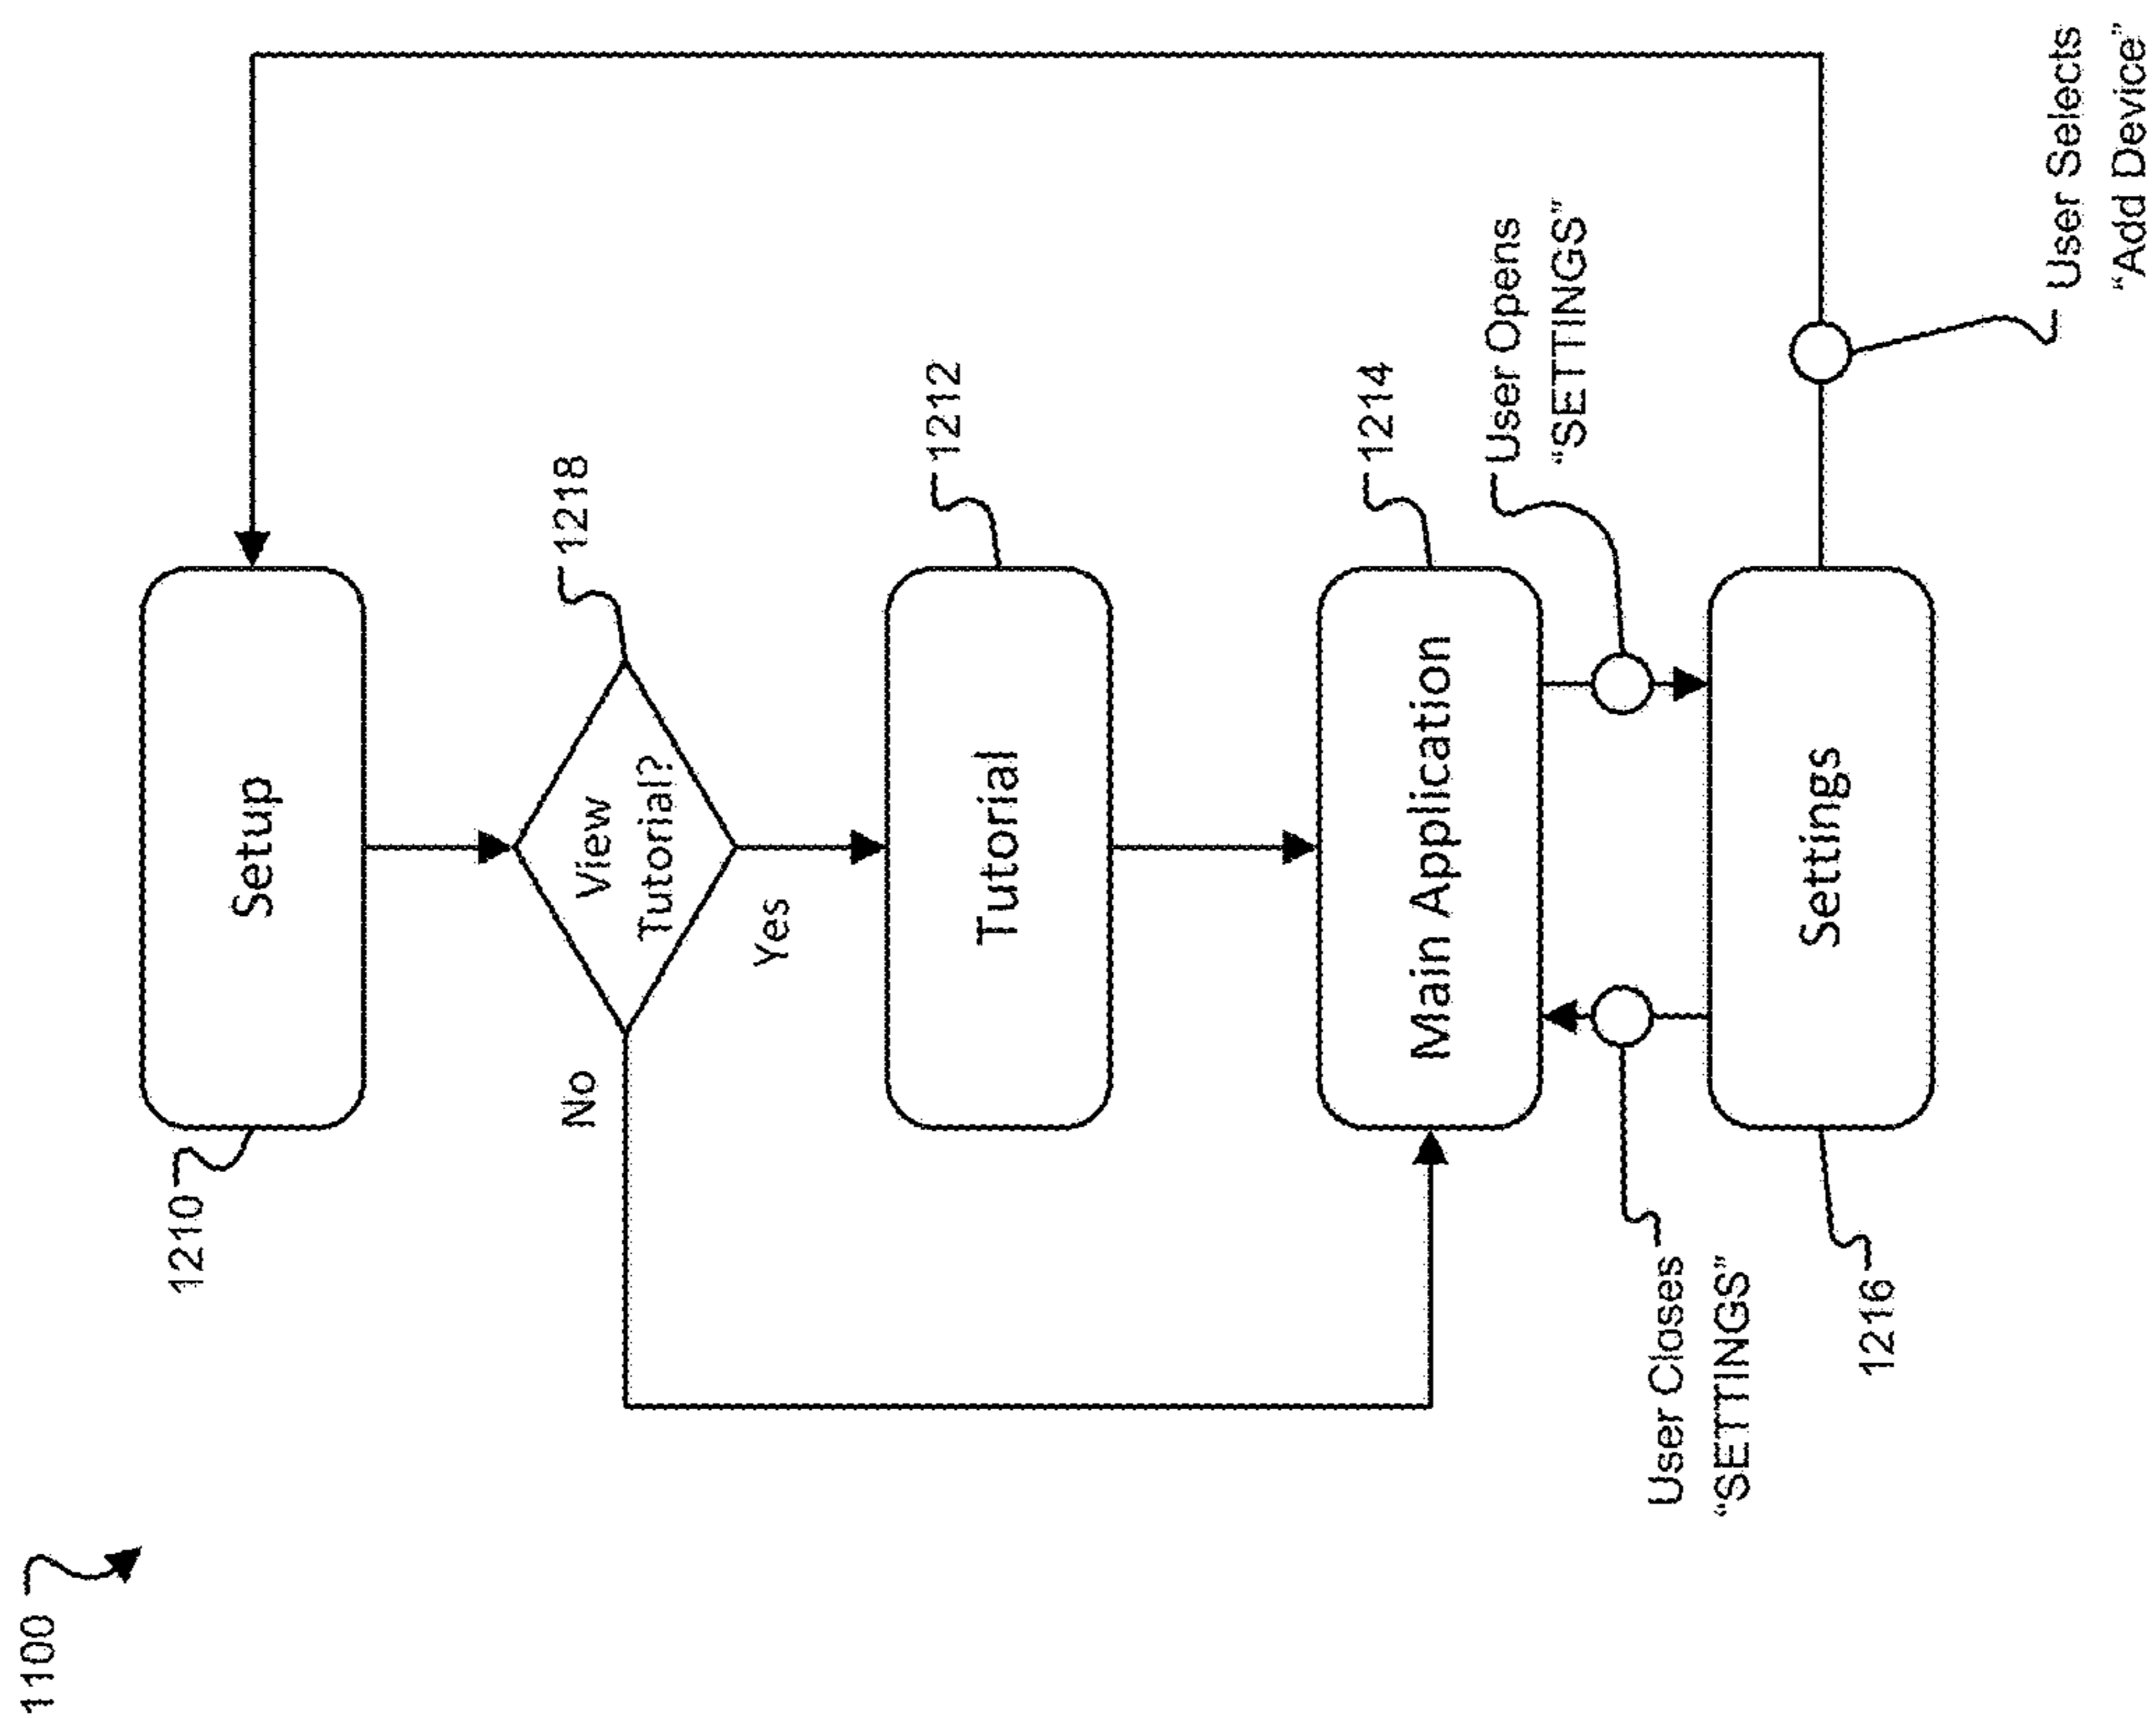 1100
1210
Setup
1218
View
Tutorial?
No
Yes
1212
Tutorial
1214
Main Application
User Opens
“SETTINGS”
User Closes
“SETTINGS”
1216
Settings
User Selects
“Add Device”